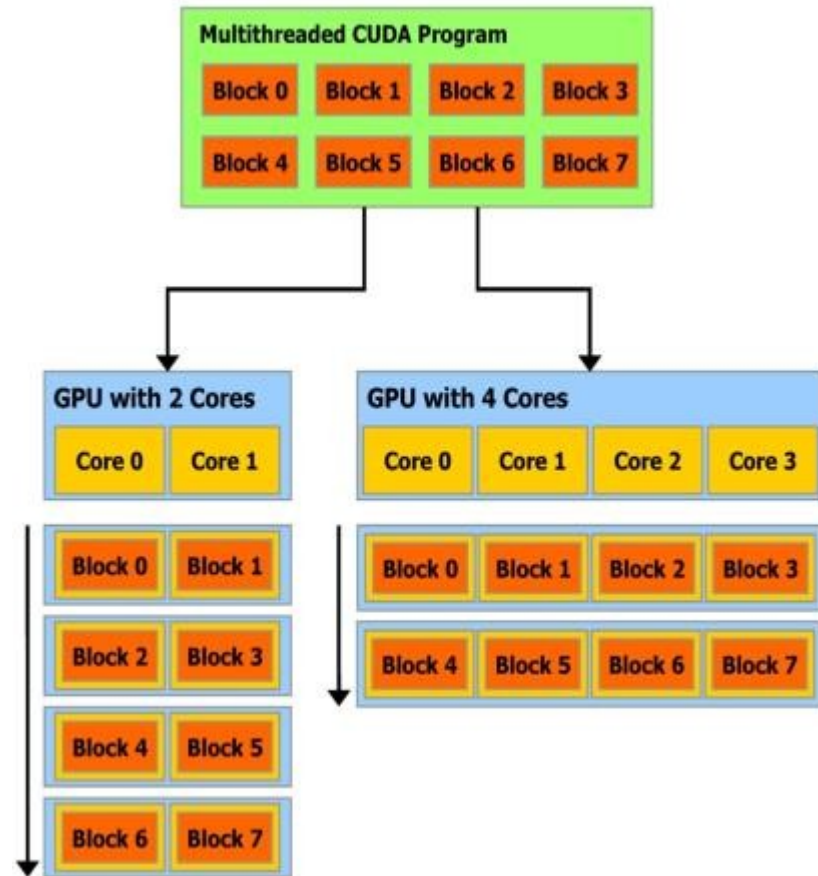 Multithreaded CUDA Program
Block 0 Block 1 Block 2 Block 3
Block 4 Block 5 Block 6 Block 7
GPU with 2 Cores
Core 0 Core 1
Block 0 Block 1
Block 2 Block 3
Block 4 Block 5
Block 6 Block 7
GPU with 4 Cores
Core 0 Core 1 Core 2 Core 3
Block 0 Block 1 Block 2 Block 3
Block 4 Block 5 Block 6 Block 7